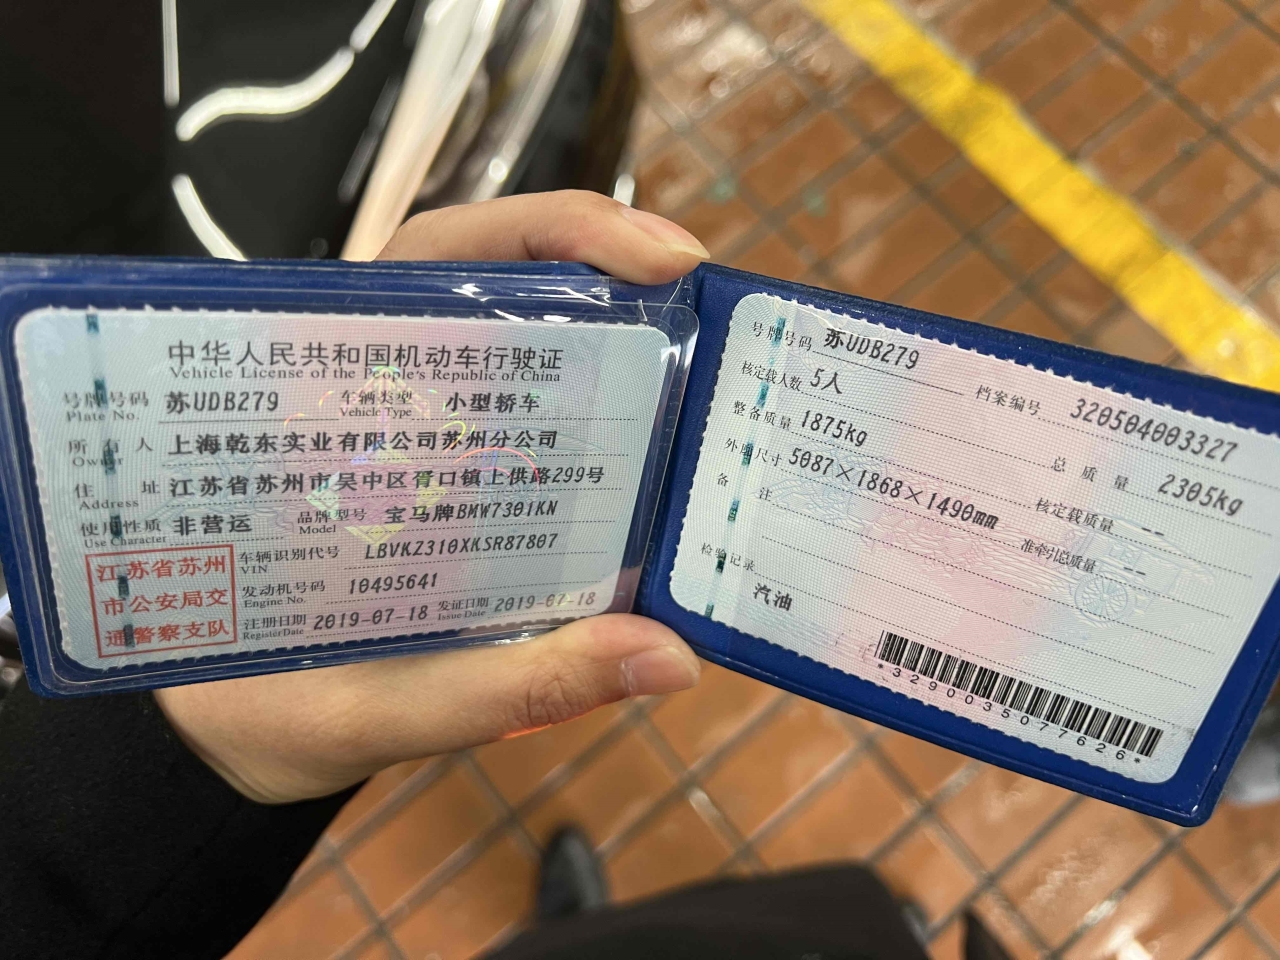 中华人民共和国机动车行驶证
Vehicle License of the People's Republic of China
号牌号码 苏UDB279 车辆类型 小型轿车
Plate No. Vehicle Type
所有人 上海乾东实业有限公司苏州分公司
Owner
住址 江苏省苏州市吴中区胥口镇上供路299号
Address
使用性质 非营运 品牌型号 宝马牌BMW7301KN
Use Character Model
江苏省苏州
市公安局交
通警察支队
车辆识别代号 LBVKZ310XKSR87807
VIN
发动机号码 10495641
Engine No.
注册日期 2019-07-18 发证日期 2019-07-18
Register Date Issue Date
号牌号码 苏UDB279 档案编号 320504003327
核定载人数 5人 总质量 2305kg
整备质量 1875kg 核定载质量 --
外廓尺寸 5087×1868×1490mm 准牵引总质量 --
备注
检验记录
汽油
*3290035077626*